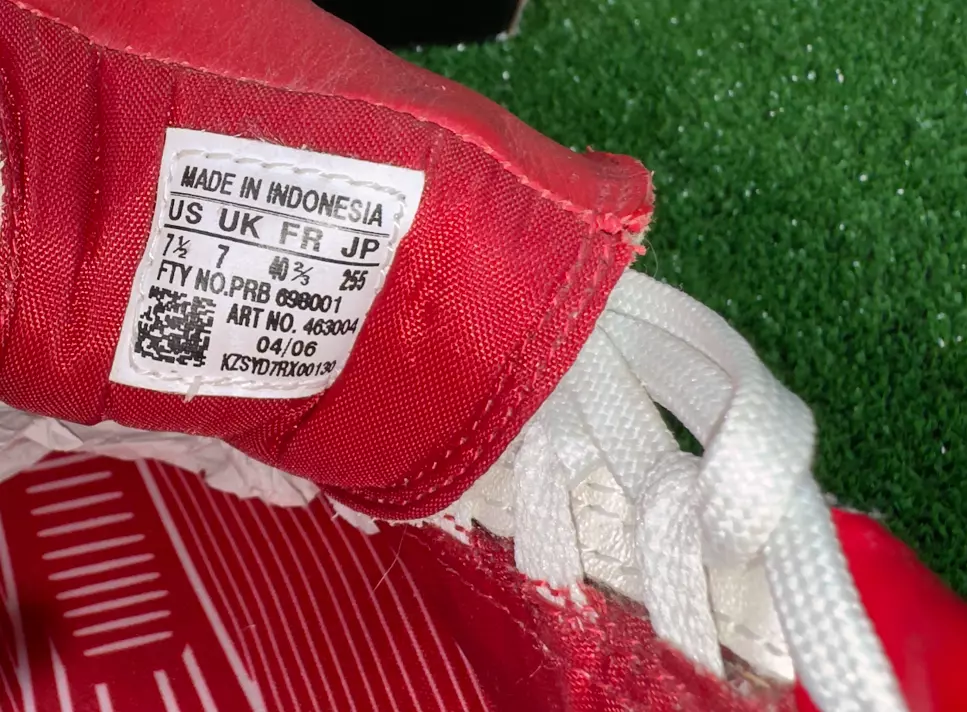 MADE IN INDONESIA
US UK FR JP
7½ 7 40⅔ 255
FTY NO.PRB 698001
ART NO. 463004
04/06
KZSYD7RX00130